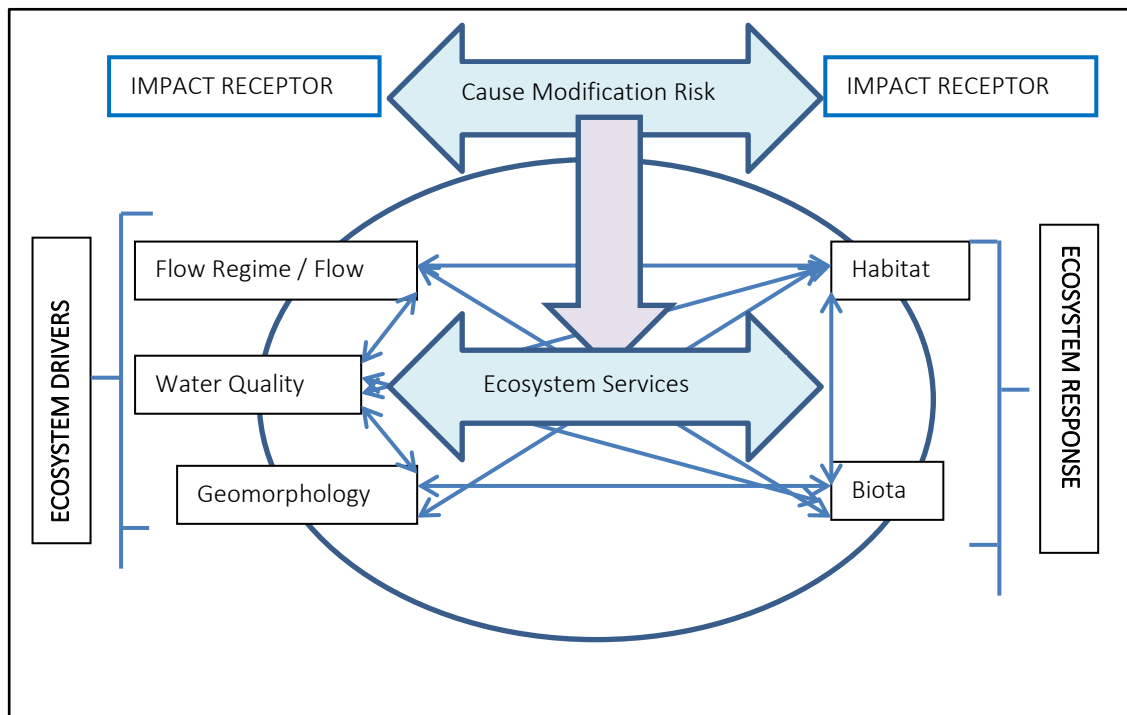 IMPACT RECEPTOR
Cause Modification Risk
IMPACT RECEPTOR
ECOSYSTEM DRIVERS
Flow Regime / Flow
Habitat
Water Quality
Ecosystem Services
Geomorphology
Biota
ECOSYSTEM RESPONSE